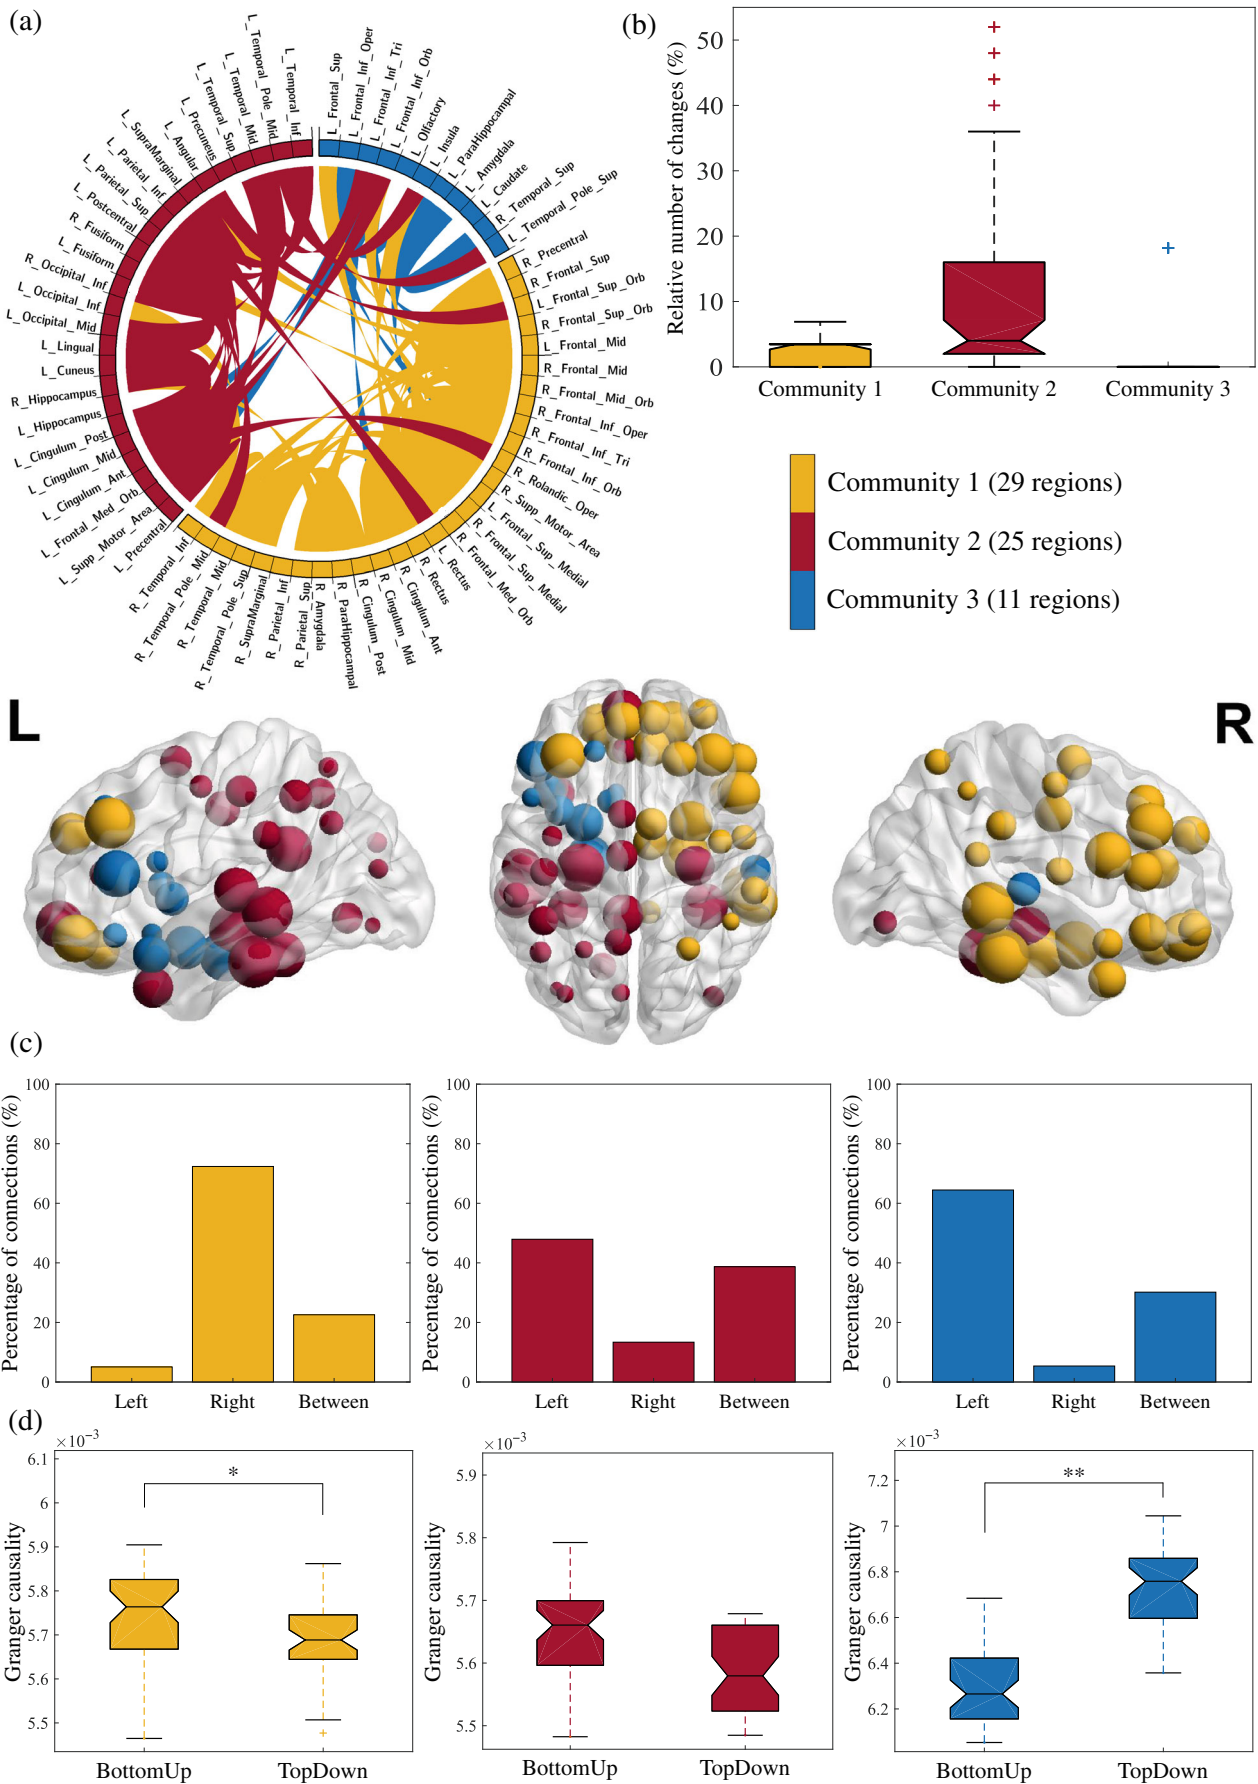 (a)
L_Frontal_Sup
L_Frontal_Inf_Oper
L_Frontal_Inf_Tri
L_Frontal_Inf_Orb
L_Olfactory
L_Insula
L_ParaHippocampal
L_Amygdala
L_Caudate
R_Temporal_Sup
L_Temporal_Pole_Sup
R_Precentral
R_Frontal_Sup
L_Frontal_Sup_Orb
R_Frontal_Sup_Orb
L_Frontal_Mid
R_Frontal_Mid
R_Frontal_Mid_Orb
R_Frontal_Inf_Oper
R_Frontal_Inf_Tri
R_Frontal_Inf_Orb
R_Rolandic_Oper
R_Supp_Motor_Area
L_Frontal_Sup_Medial
R_Frontal_Sup_Medial
R_Frontal_Med_Orb
L_Rectus
R_Rectus
R_Cingulum_Ant
R_Cingulum_Mid
R_Cingulum_Post
R_ParaHippocampal
R_Amygdala
R_Parietal_Sup
R_Parietal_Inf
R_SupraMarginal
R_Temporal_Pole_Sup
R_Temporal_Mid
R_Temporal_Pole_Mid
R_Temporal_Inf
L_Precentral
L_Supp_Motor_Area
L_Frontal_Med_Orb
L_Cingulum_Ant
L_Cingulum_Mid
L_Cingulum_Post
L_Hippocampus
R_Hippocampus
L_Cuneus
L_Lingual
L_Occipital_Mid
L_Occipital_Inf
R_Occipital_Inf
L_Fusiform
R_Fusiform
L_Postcentral
L_Parietal_Sup
L_Parietal_Inf
L_SupraMarginal
L_Angular
L_Precuneus
L_Temporal_Sup
L_Temporal_Mid
L_Temporal_Pole_Mid
L_Temporal_Inf
(b)
Relative number of changes (%)
50
40
30
20
10
0
Community 1
Community 2
Community 3
Community 1 (29 regions)
Community 2 (25 regions)
Community 3 (11 regions)
L
R
(c)
Percentage of connections (%)
100
80
60
40
20
0
Left
Right
Between
Percentage of connections (%)
100
80
60
40
20
0
Left
Right
Between
Percentage of connections (%)
100
80
60
40
20
0
Left
Right
Between
(d)
Granger causality
×10⁻³
6.1
6
5.9
5.8
5.7
5.6
5.5
*
BottomUp
TopDown
Granger causality
×10⁻³
5.9
5.8
5.7
5.6
5.5
BottomUp
TopDown
Granger causality
×10⁻³
7.2
7
6.8
6.6
6.4
6.2
**
BottomUp
TopDown